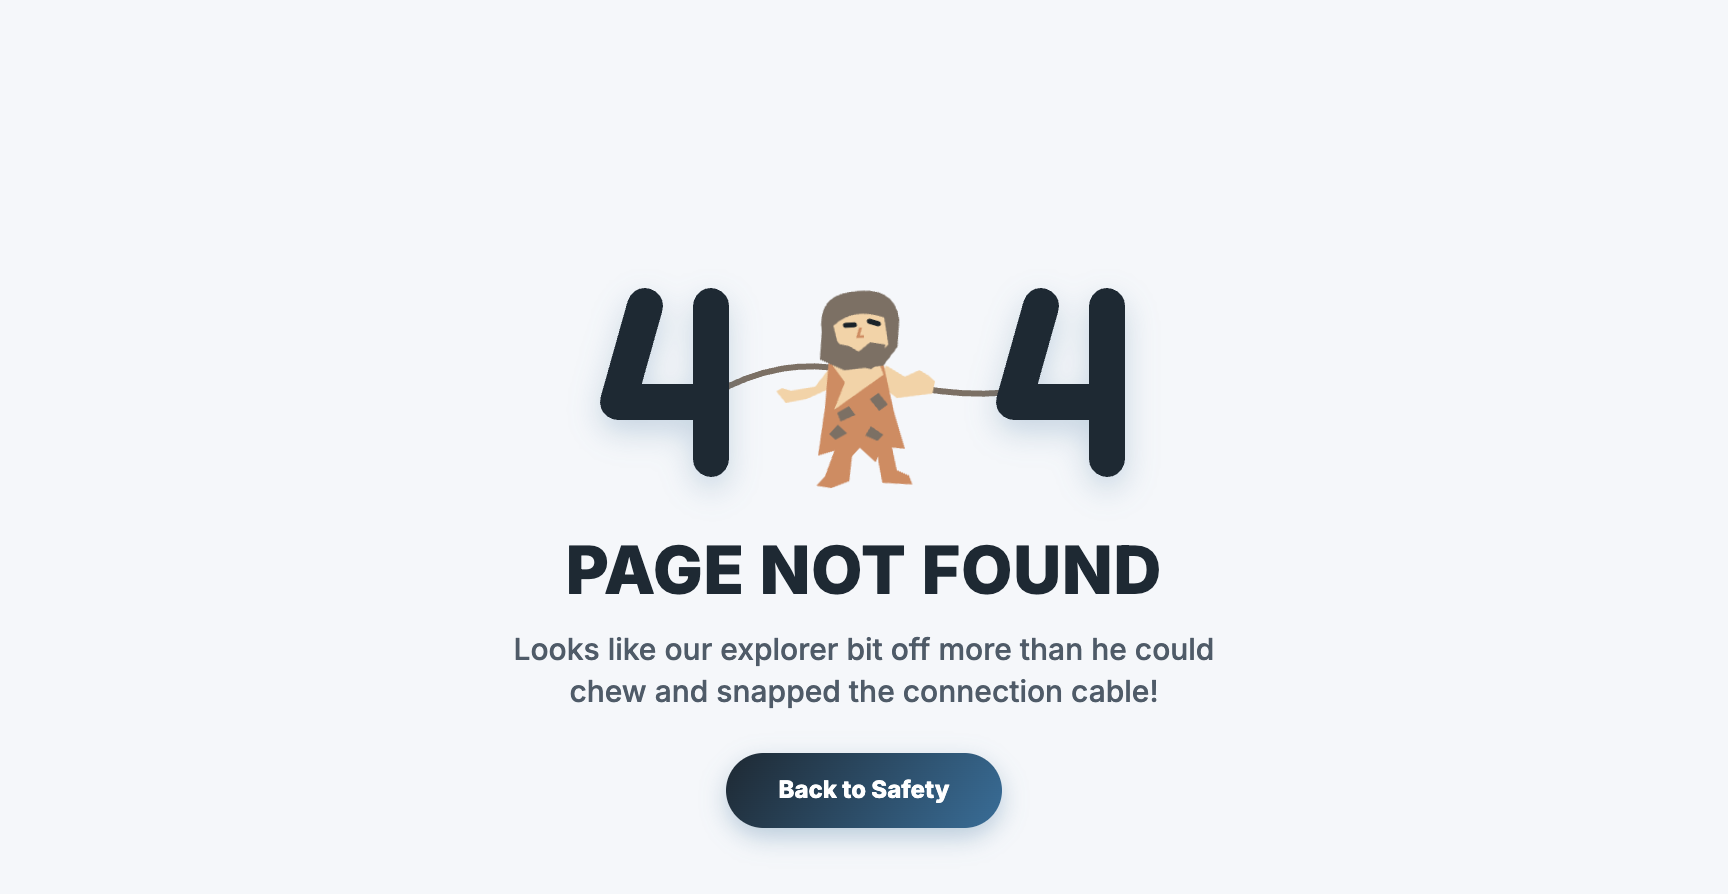 4 4
PAGE NOT FOUND
Looks like our explorer bit off more than he could
chew and snapped the connection cable!
Back to Safety